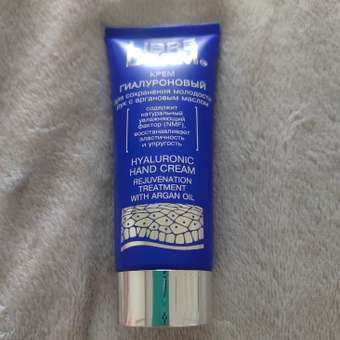 КРЕМ
ГИАЛУРОНОВЫЙ
для сохранения молодости
рук с аргановым маслом
содержит
натуральный
увлажняющий
фактор (NMF),
восстанавливает
эластичность
и упругость
HYALURONIC
HAND CREAM
REJUVENATION
TREATMENT
WITH ARGAN OIL